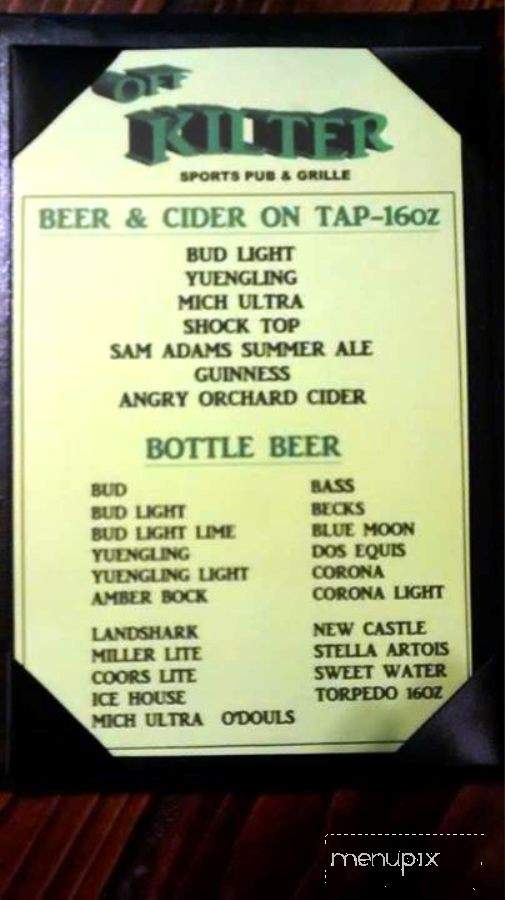 OFF
KILTER
SPORTS PUB & GRILLE
BEER & CIDER ON TAP-16OZ
BUD LIGHT
YUENGLING
MICH ULTRA
SHOCK TOP
SAM ADAMS SUMMER ALE
GUINNESS
ANGRY ORCHARD CIDER
BOTTLE BEER
BUD
BUD LIGHT
BUD LIGHT LIME
YUENGLING
YUENGLING LIGHT
AMBER BOCK
LANDSHARK
MILLER LITE
COORS LITE
ICE HOUSE
MICH ULTRA O'DOULS
BASS
BECKS
BLUE MOON
DOS EQUIS
CORONA
CORONA LIGHT
NEW CASTLE
STELLA ARTOIS
SWEET WATER
TORPEDO 16OZ
menupix